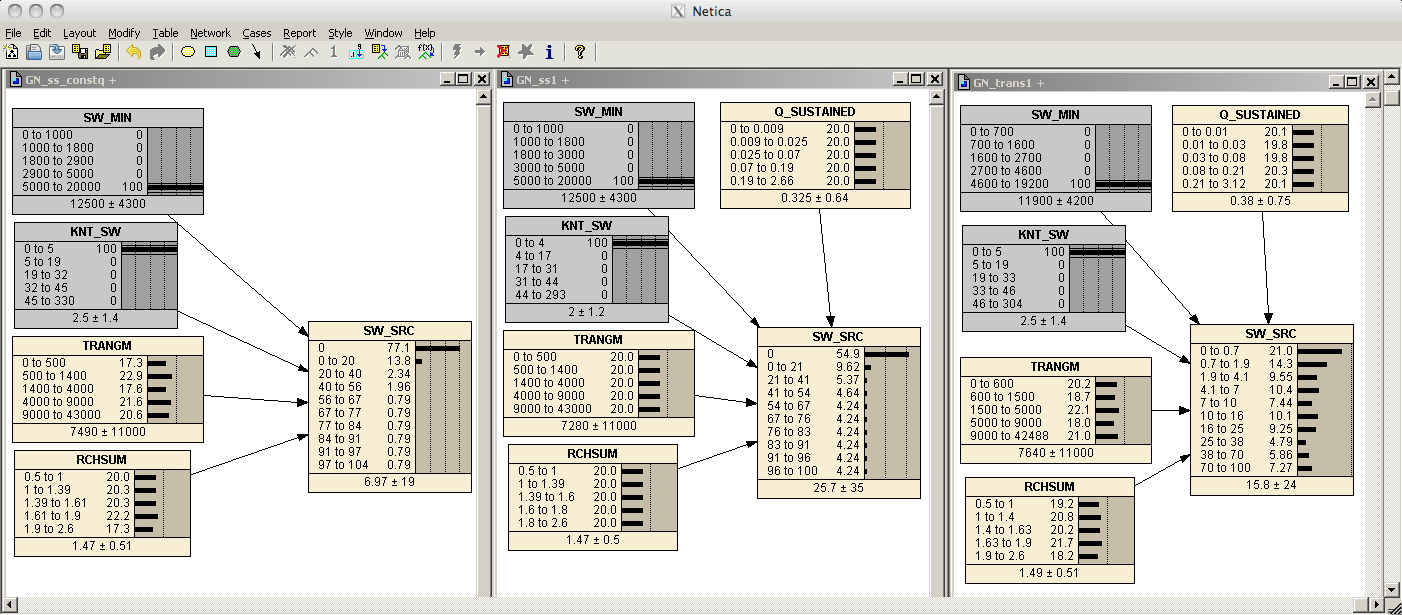 Netica
File Edit Layout Modify Table Network Cases Report Style Window Help
GN_ss_constq +
SW_MIN
0 to 1000 0
1000 to 1800 0
1800 to 2900 0
2900 to 5000 0
5000 to 20000 100
12500 ± 4300
KNT_SW
0 to 5 100
5 to 19 0
19 to 32 0
32 to 45 0
45 to 330 0
2.5 ± 1.4
TRANGM
0 to 500 17.3
500 to 1400 22.9
1400 to 4000 17.6
4000 to 9000 21.6
9000 to 43000 20.6
7490 ± 11000
RCHSUM
0.5 to 1 20.0
1 to 1.39 20.3
1.39 to 1.61 20.3
1.61 to 1.9 22.2
1.9 to 2.6 17.3
1.47 ± 0.51
SW_SRC
0 77.1
0 to 20 13.8
20 to 40 2.34
40 to 56 1.96
56 to 67 0.79
67 to 77 0.79
77 to 84 0.79
84 to 91 0.79
91 to 97 0.79
97 to 104 0.79
6.97 ± 19
GN_ss1 +
SW_MIN
0 to 1000 0
1000 to 1800 0
1800 to 3000 0
3000 to 5000 0
5000 to 20000 100
12500 ± 4300
Q_SUSTAINED
0 to 0.009 20.0
0.009 to 0.025 20.0
0.025 to 0.07 20.0
0.07 to 0.19 20.0
0.19 to 2.66 20.0
0.325 ± 0.64
KNT_SW
0 to 4 100
4 to 17 0
17 to 31 0
31 to 44 0
44 to 293 0
2 ± 1.2
TRANGM
0 to 500 20.0
500 to 1400 20.0
1400 to 4000 20.0
4000 to 9000 20.0
9000 to 43000 20.0
7280 ± 11000
RCHSUM
0.5 to 1 20.0
1 to 1.39 20.0
1.39 to 1.6 20.0
1.6 to 1.8 20.0
1.8 to 2.6 20.0
1.47 ± 0.5
SW_SRC
0 54.9
0 to 21 9.62
21 to 41 5.37
41 to 54 4.64
54 to 67 4.24
67 to 76 4.24
76 to 83 4.24
83 to 91 4.24
91 to 96 4.24
96 to 100 4.24
25.7 ± 35
GN_trans1 +
SW_MIN
0 to 700 0
700 to 1600 0
1600 to 2700 0
2700 to 4600 0
4600 to 19200 100
11900 ± 4200
Q_SUSTAINED
0 to 0.01 20.1
0.01 to 0.03 19.8
0.03 to 0.08 19.8
0.08 to 0.21 20.3
0.21 to 3.12 20.1
0.38 ± 0.75
KNT_SW
0 to 5 100
5 to 19 0
19 to 33 0
33 to 46 0
46 to 304 0
2.5 ± 1.4
TRANGM
0 to 600 20.2
600 to 1500 18.7
1500 to 5000 22.1
5000 to 9000 18.0
9000 to 42488 21.0
7640 ± 11000
RCHSUM
0.5 to 1 19.2
1 to 1.4 20.8
1.4 to 1.63 20.2
1.63 to 1.9 21.7
1.9 to 2.6 18.2
1.49 ± 0.51
SW_SRC
0 to 0.7 21.0
0.7 to 1.9 14.3
1.9 to 4.1 9.55
4.1 to 7 10.4
7 to 10 7.44
10 to 16 10.1
16 to 25 9.25
25 to 38 4.79
38 to 70 5.86
70 to 100 7.27
15.8 ± 24